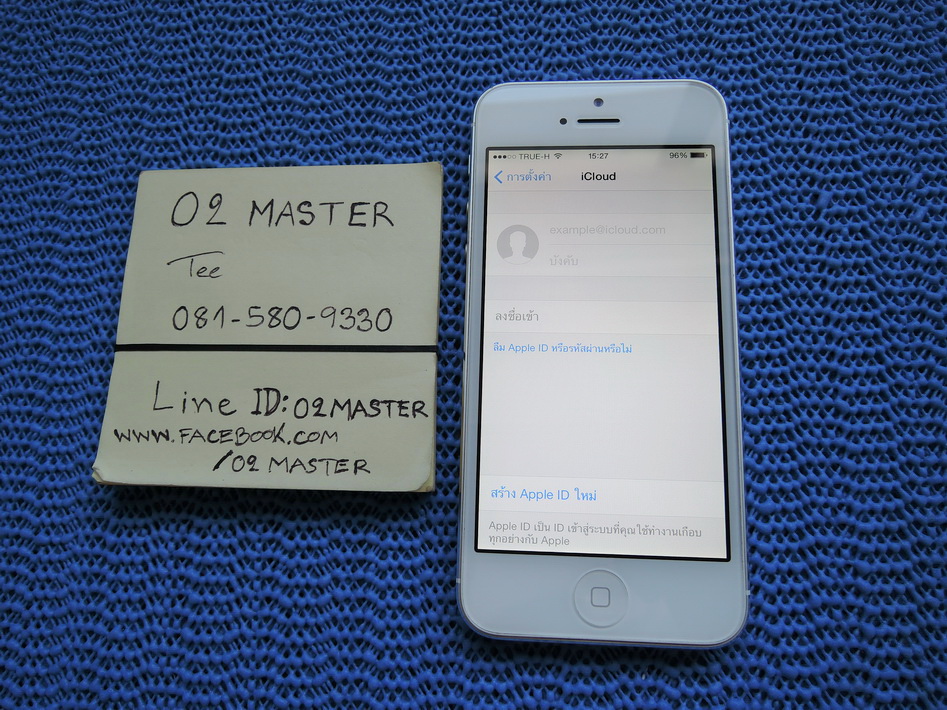 O2 MASTER
Tee
081-580-9330
Line ID: O2 MASTER
WWW.FACEBOOK.COM
/O2 MASTER
TRUE-H 15:27 96%
การตั้งค่า iCloud
example@icloud.com
บังคับ
ลงชื่อเข้า
ลืม Apple ID หรือรหัสผ่านหรือไม่
สร้าง Apple ID ใหม่
Apple ID เป็น ID เข้าสู่ระบบที่คุณใช้ทำงานเกือบ
ทุกอย่างกับ Apple